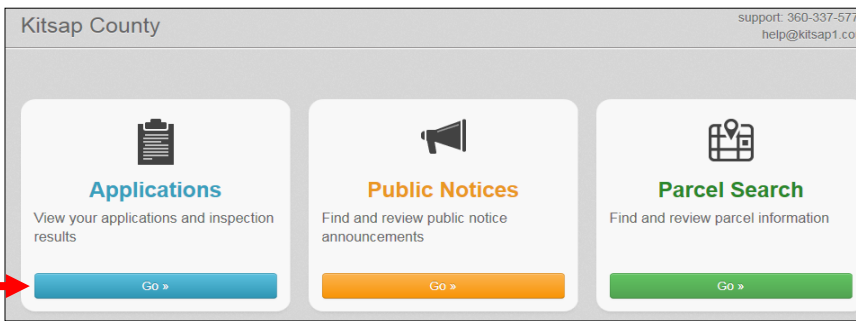 Kitsap County
support: 360-337-577
help@kitsap1.co
Applications
View your applications and inspection
results
Go »
Public Notices
Find and review public notice
announcements
Go »
Parcel Search
Find and review parcel information
Go »